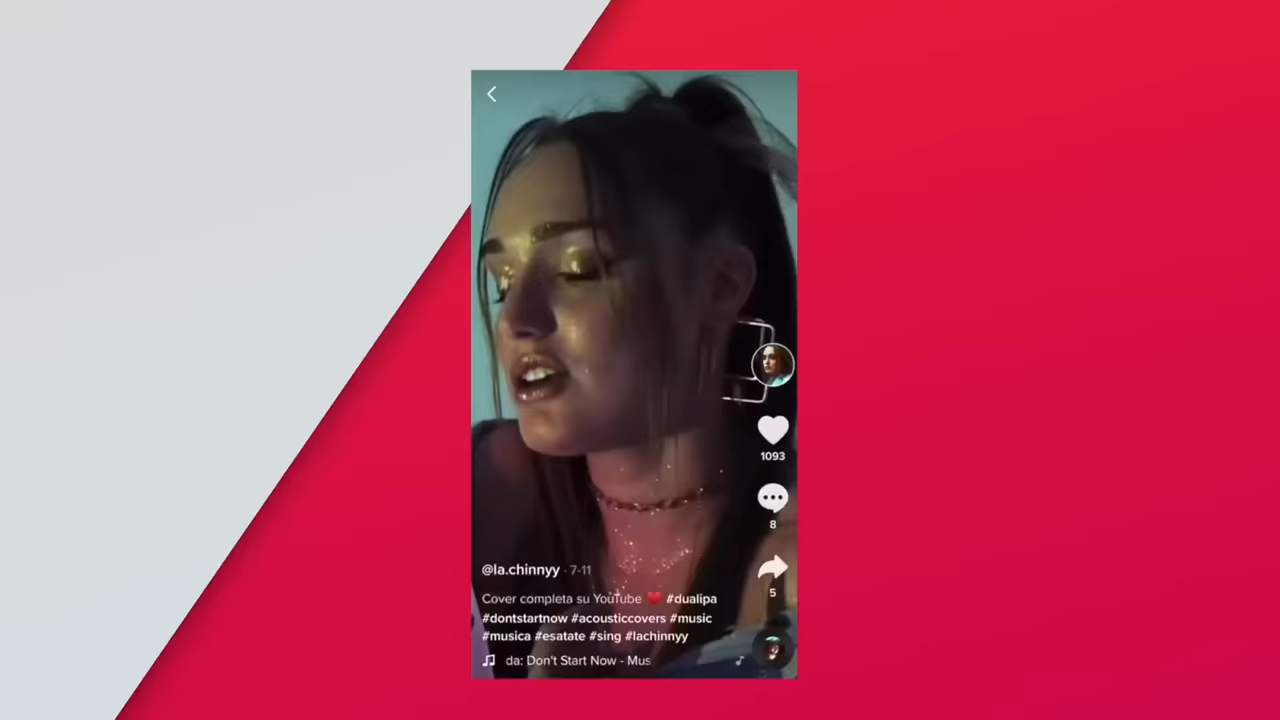 1093
8
5
@la.chinnyy · 7-11
Cover completa su YouTube ❤️ #dualipa
#dontstartnow #acousticcovers #music
#musica #esatate #sing #lachinnyy
da: Don't Start Now - Mus